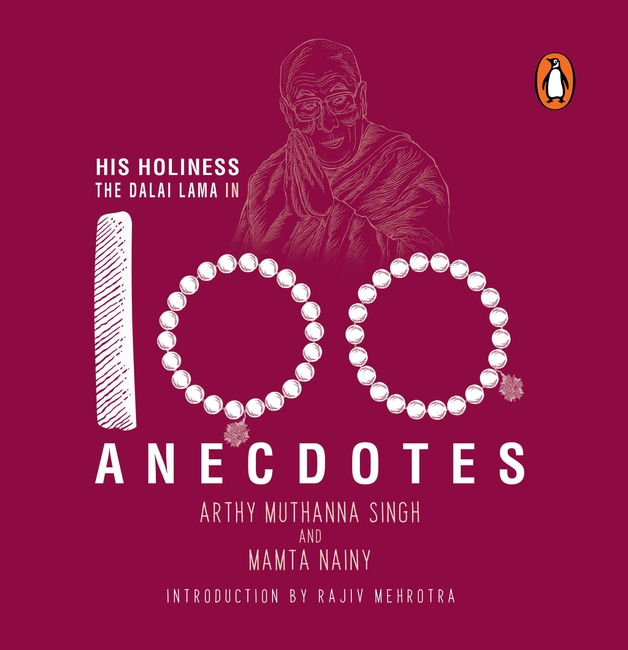 HIS HOLINESS
THE DALAI LAMA IN
100
ANECDOTES
ARTHY MUTHANNA SINGH
AND
MAMTA NAINY
INTRODUCTION BY RAJIV MEHROTRA